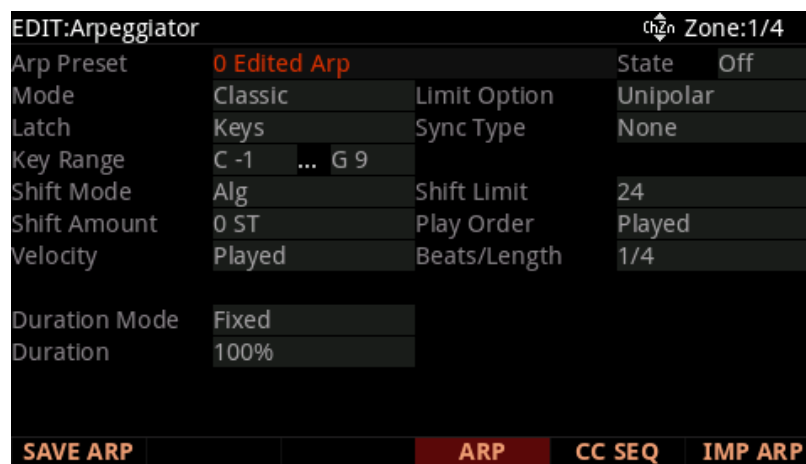 EDIT:Arpeggiator ChZn Zone:1/4
Arp Preset 0 Edited Arp State Off
Mode Classic Limit Option Unipolar
Latch Keys Sync Type None
Key Range C -1 ... G 9
Shift Mode Alg Shift Limit 24
Shift Amount 0 ST Play Order Played
Velocity Played Beats/Length 1/4
Duration Mode Fixed
Duration 100%
SAVE ARP ARP CC SEQ IMP ARP